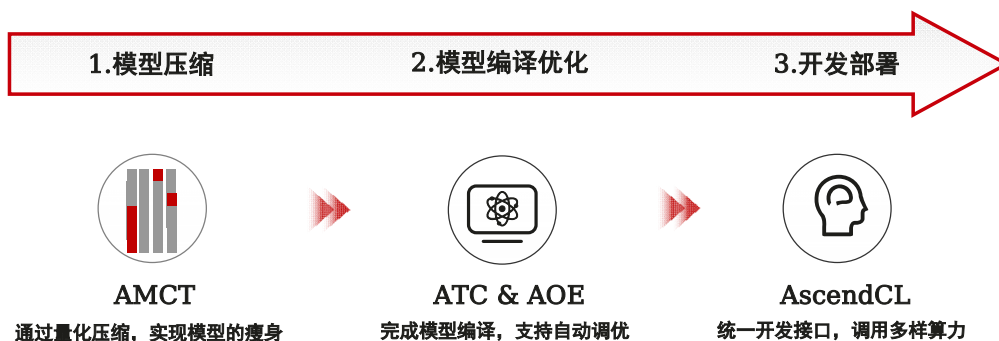 1.模型压缩
2.模型编译优化
3.开发部署
AMCT
ATC & AOE
AscendCL
通过量化压缩，实现模型的瘦身
完成模型编译，支持自动调优
统一开发接口，调用多样算力